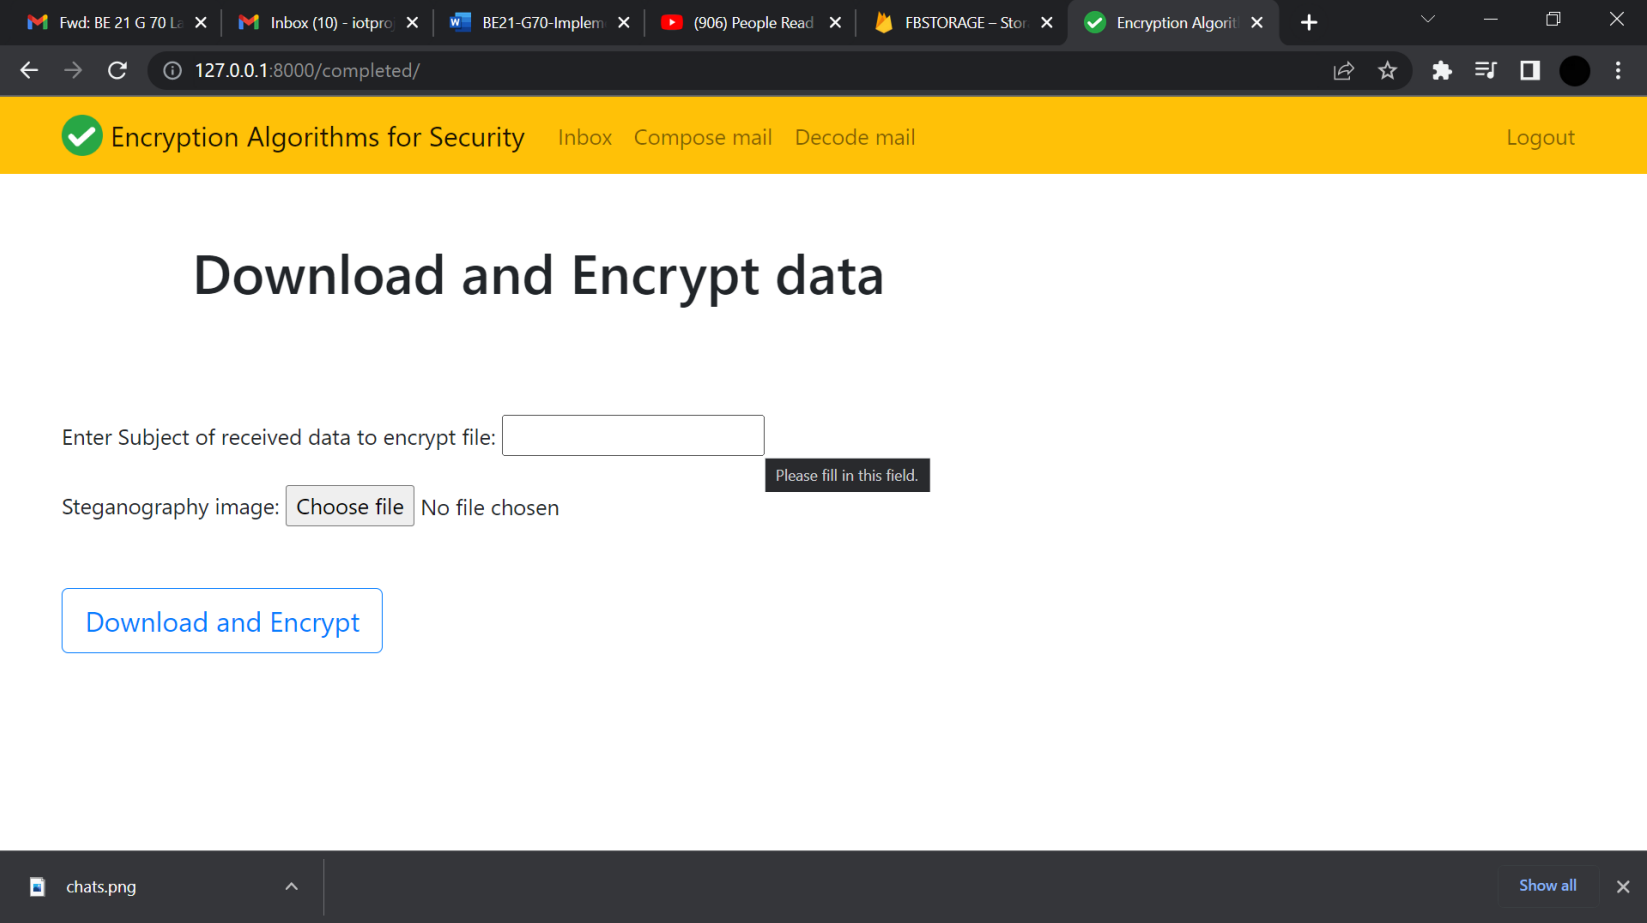 Fwd: BE 21 G 70 La
Inbox (10) - iotproj
BE21-G70-Implem
(906) People Read
FBSTORAGE – Stor
Encryption Algorit
127.0.0.1:8000/completed/
Encryption Algorithms for Security Inbox Compose mail Decode mail Logout
Download and Encrypt data
Enter Subject of received data to encrypt file:
Please fill in this field.
Steganography image: Choose file No file chosen
Download and Encrypt
chats.png
Show all